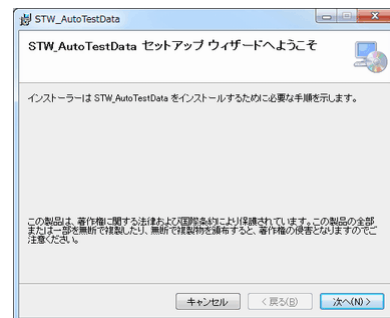 STW_AutoTestData
STW_AutoTestData セットアップ ウィザードへようこそ
インストーラーは STW_AutoTestData をインストールするために必要な手順を示します。
この製品は、著作権に関する法律および国際条約により保護されています。この製品の全部
または一部を無断で複製したり、無断で複製物を頒布すると、著作権の侵害となりますのでご
注意ください。
キャンセル
< 戻る(B)
次へ(N) >